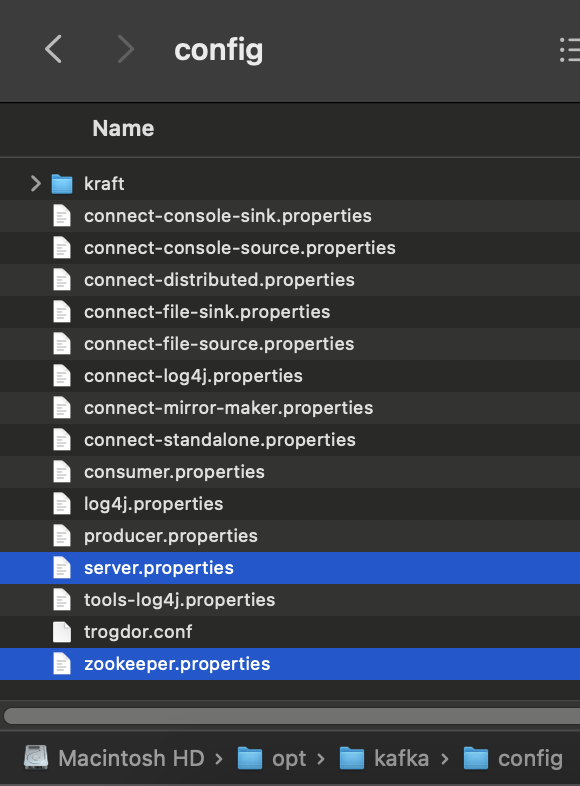 config
Name
kraft
connect-console-sink.properties
connect-console-source.properties
connect-distributed.properties
connect-file-sink.properties
connect-file-source.properties
connect-log4j.properties
connect-mirror-maker.properties
connect-standalone.properties
consumer.properties
log4j.properties
producer.properties
server.properties
tools-log4j.properties
trogdor.conf
zookeeper.properties
Macintosh HD › opt › kafka › config